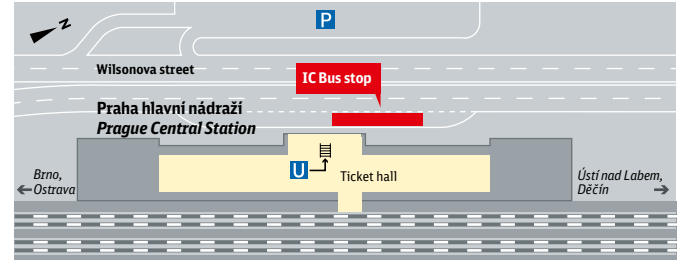 N
P
Wilsonova street
IC Bus stop
Praha hlavní nádraží
Prague Central Station
U
Ticket hall
Brno,
Ostrava
Ústí nad Labem,
Děčín